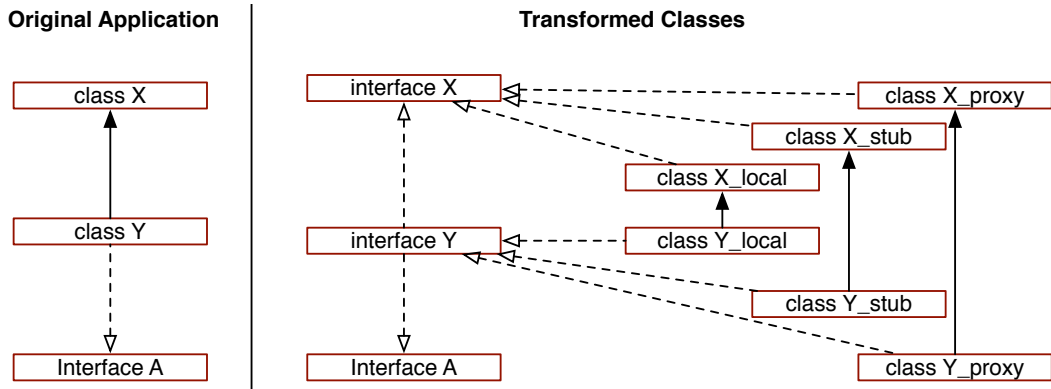 Original Application
Transformed Classes
class X
interface X
class X_proxy
class X_stub
class X_local
class Y
interface Y
class Y_local
class Y_stub
Interface A
Interface A
class Y_proxy